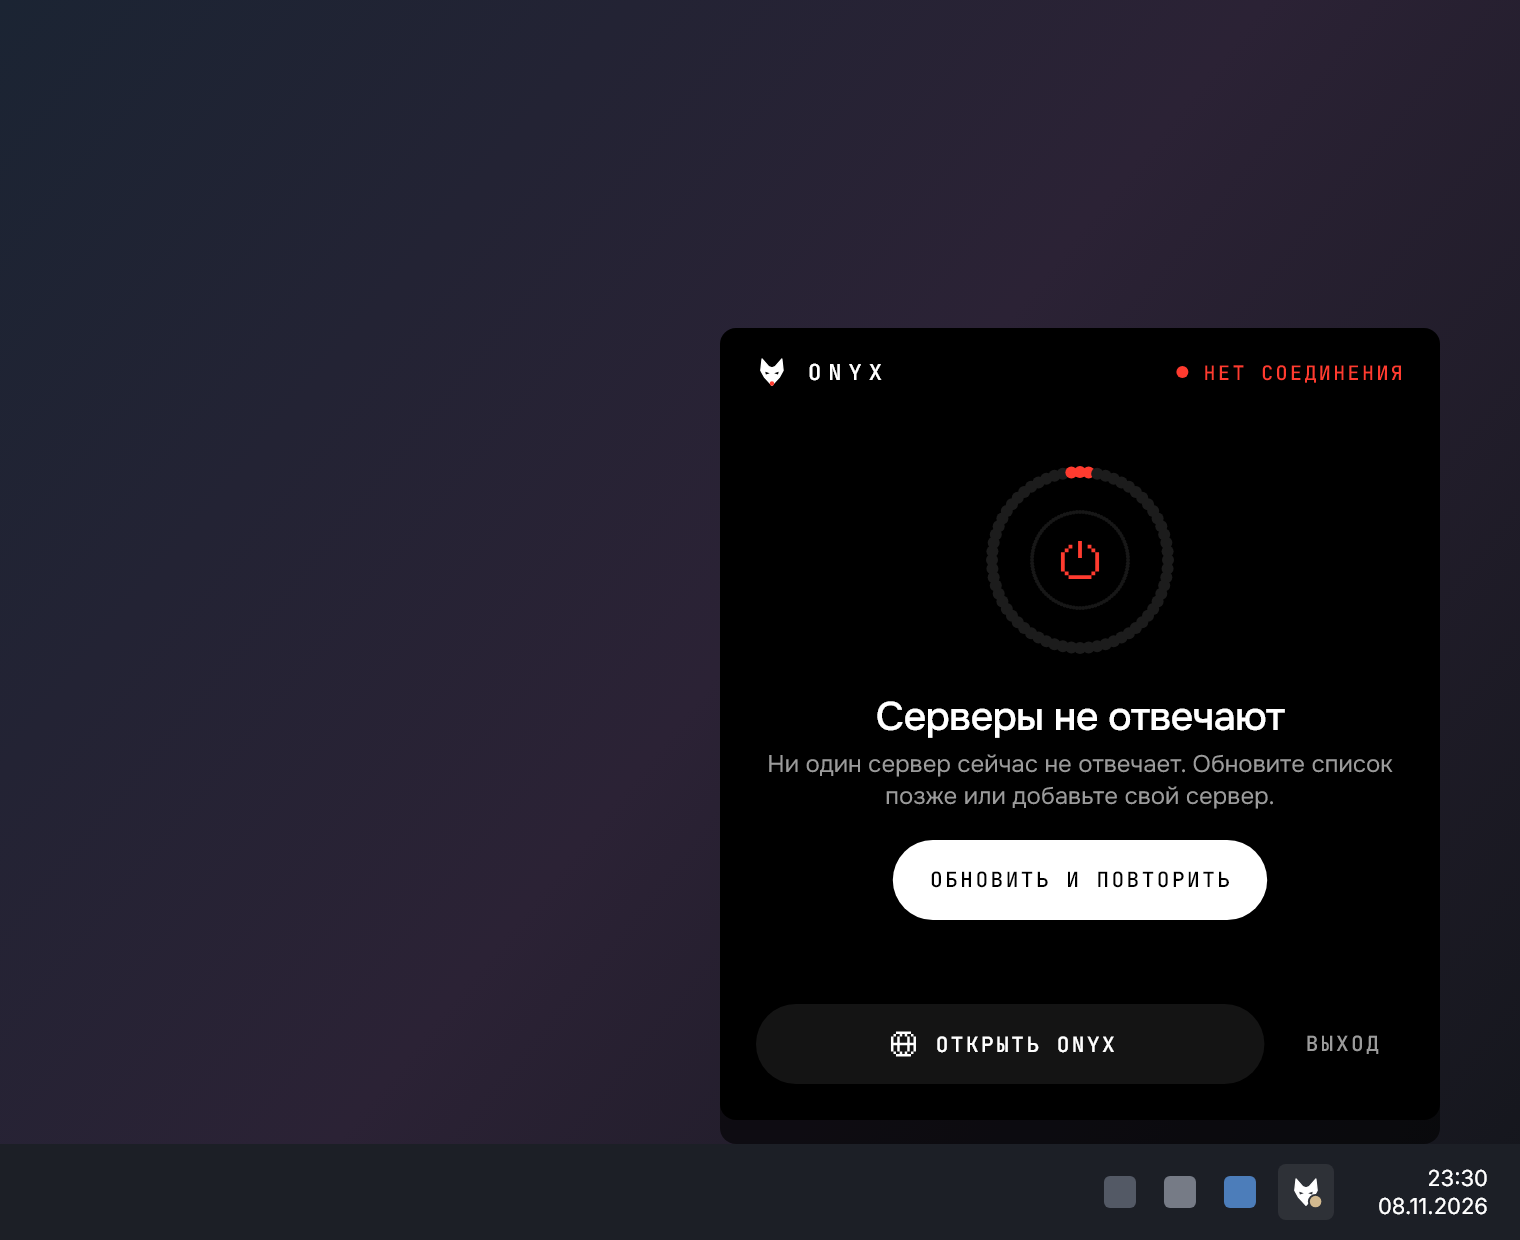 ONYX
НЕТ СОЕДИНЕНИЯ
Серверы не отвечают
Ни один сервер сейчас не отвечает. Обновите список
позже или добавьте свой сервер.
ОБНОВИТЬ И ПОВТОРИТЬ
ОТКРЫТЬ ONYX
ВЫХОД
23:30
08.11.2026